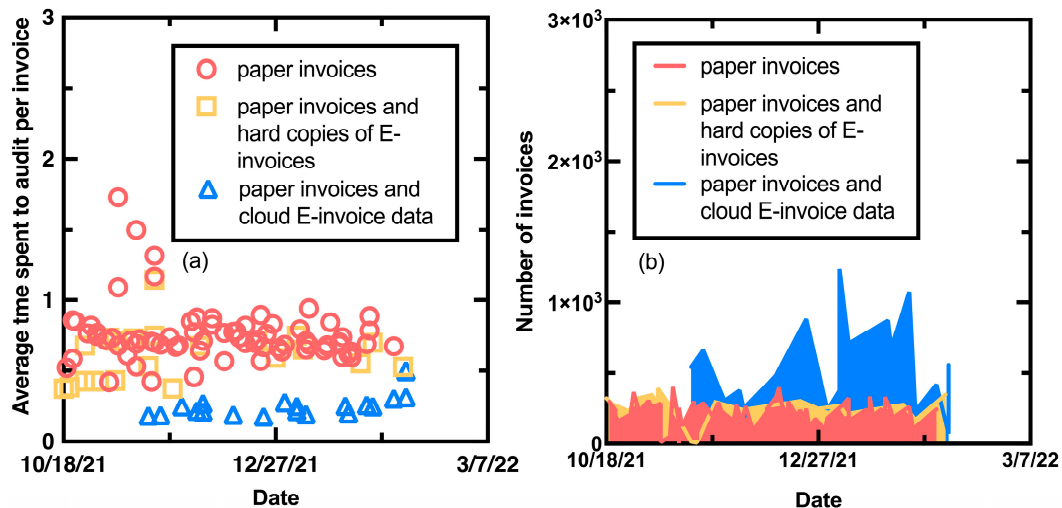 Average tme spent to audit per invoice
3
2
1
0
paper invoices
paper invoices and
hard copies of E-
invoices
paper invoices and
cloud E-invoice data
(a)
10/18/21
12/27/21
3/7/22
Date
Number of invoices
3×10³
2×10³
1×10³
0
paper invoices
paper invoices and
hard copies of E-
invoices
paper invoices and
cloud E-invoice data
(b)
10/18/21
12/27/21
3/7/22
Date